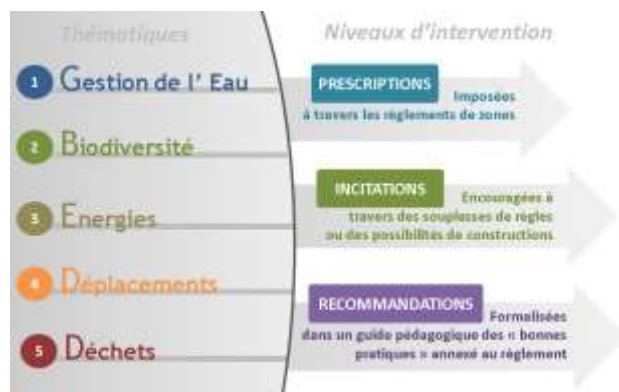 Thématiques
1 Gestion de l' Eau
2 Biodiversité
3 Energies
4 Déplacements
5 Déchets
Niveaux d'intervention
PRESCRIPTIONS
Imposées
à travers les règlements de zones
INCITATIONS
Encouragées à
travers des souplesses de règles
ou des possibilités de constructions
RECOMMANDATIONS
Formalisées
dans un guide pédagogique des « bonnes
pratiques » annexé au règlement